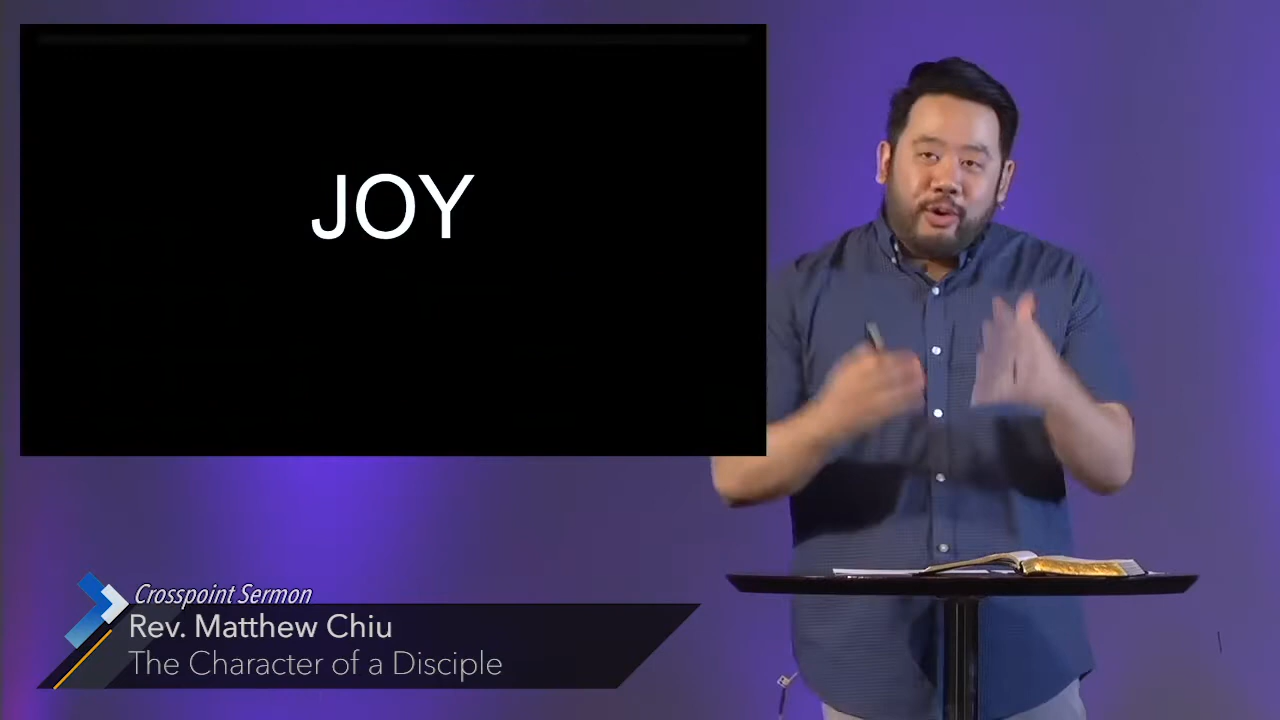 JOY
Crosspoint Sermon
Rev. Matthew Chiu
The Character of a Disciple